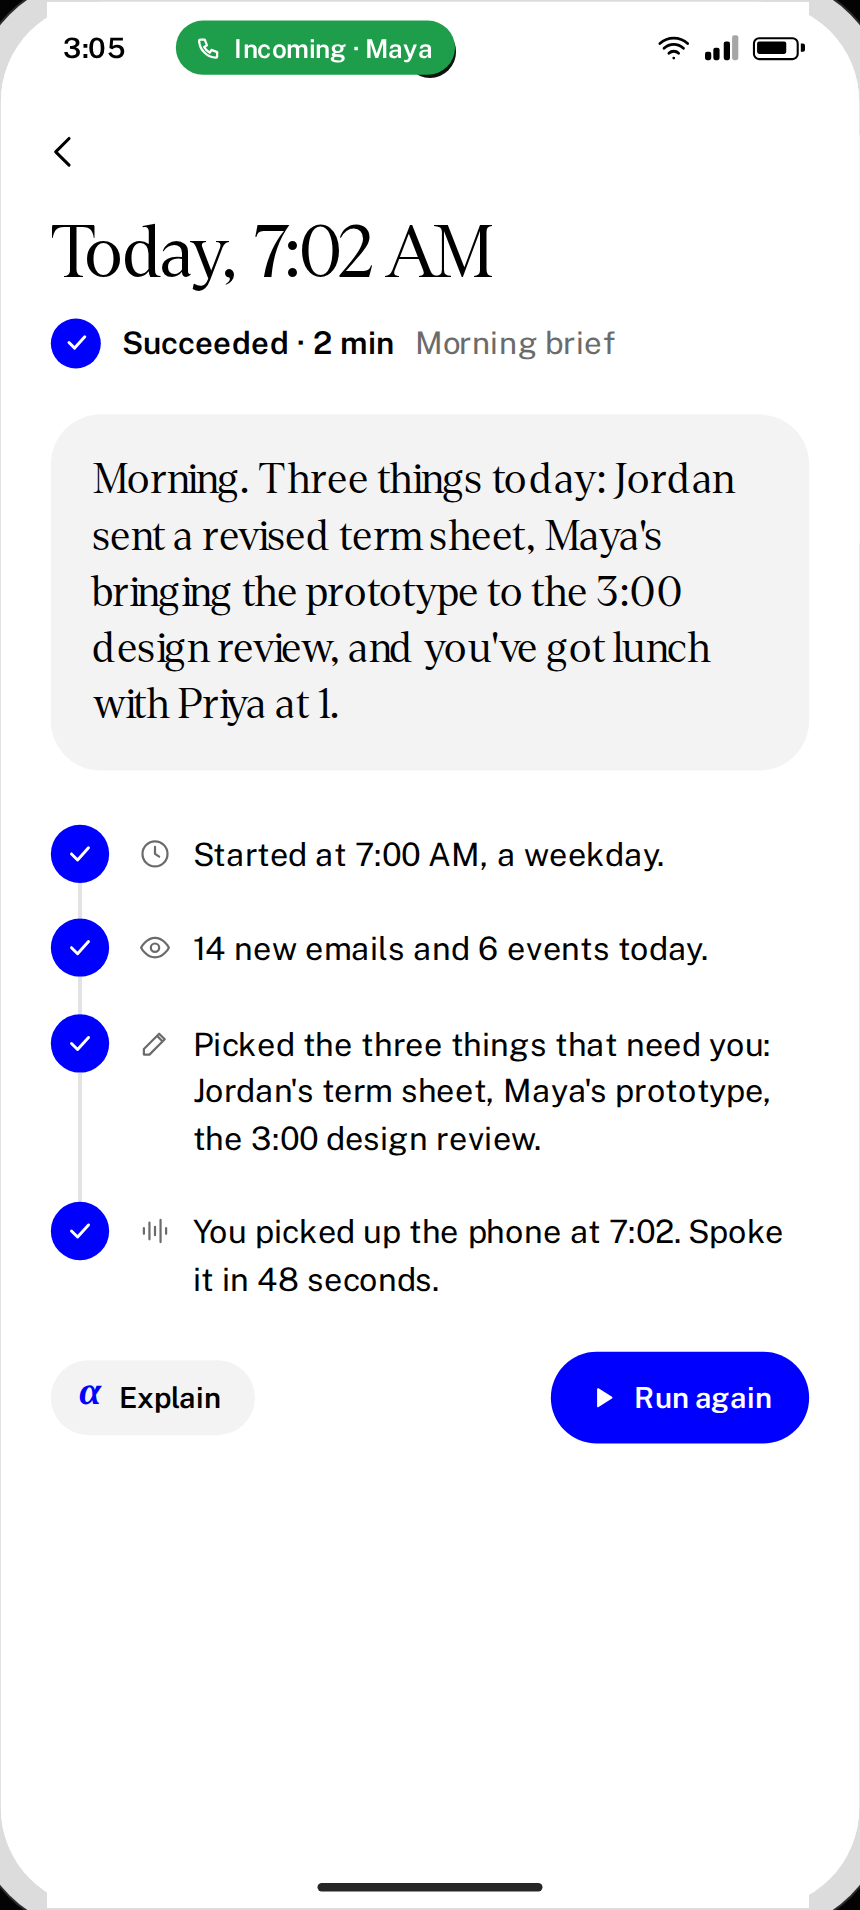 3:05
Incoming · Maya
Today, 7:02 AM
Succeeded · 2 min Morning brief
Morning. Three things today: Jordan
sent a revised term sheet, Maya's
bringing the prototype to the 3:00
design review, and you've got lunch
with Priya at 1.
Started at 7:00 AM, a weekday.
14 new emails and 6 events today.
Picked the three things that need you:
Jordan's term sheet, Maya's prototype,
the 3:00 design review.
You picked up the phone at 7:02. Spoke
it in 48 seconds.
α Explain
Run again